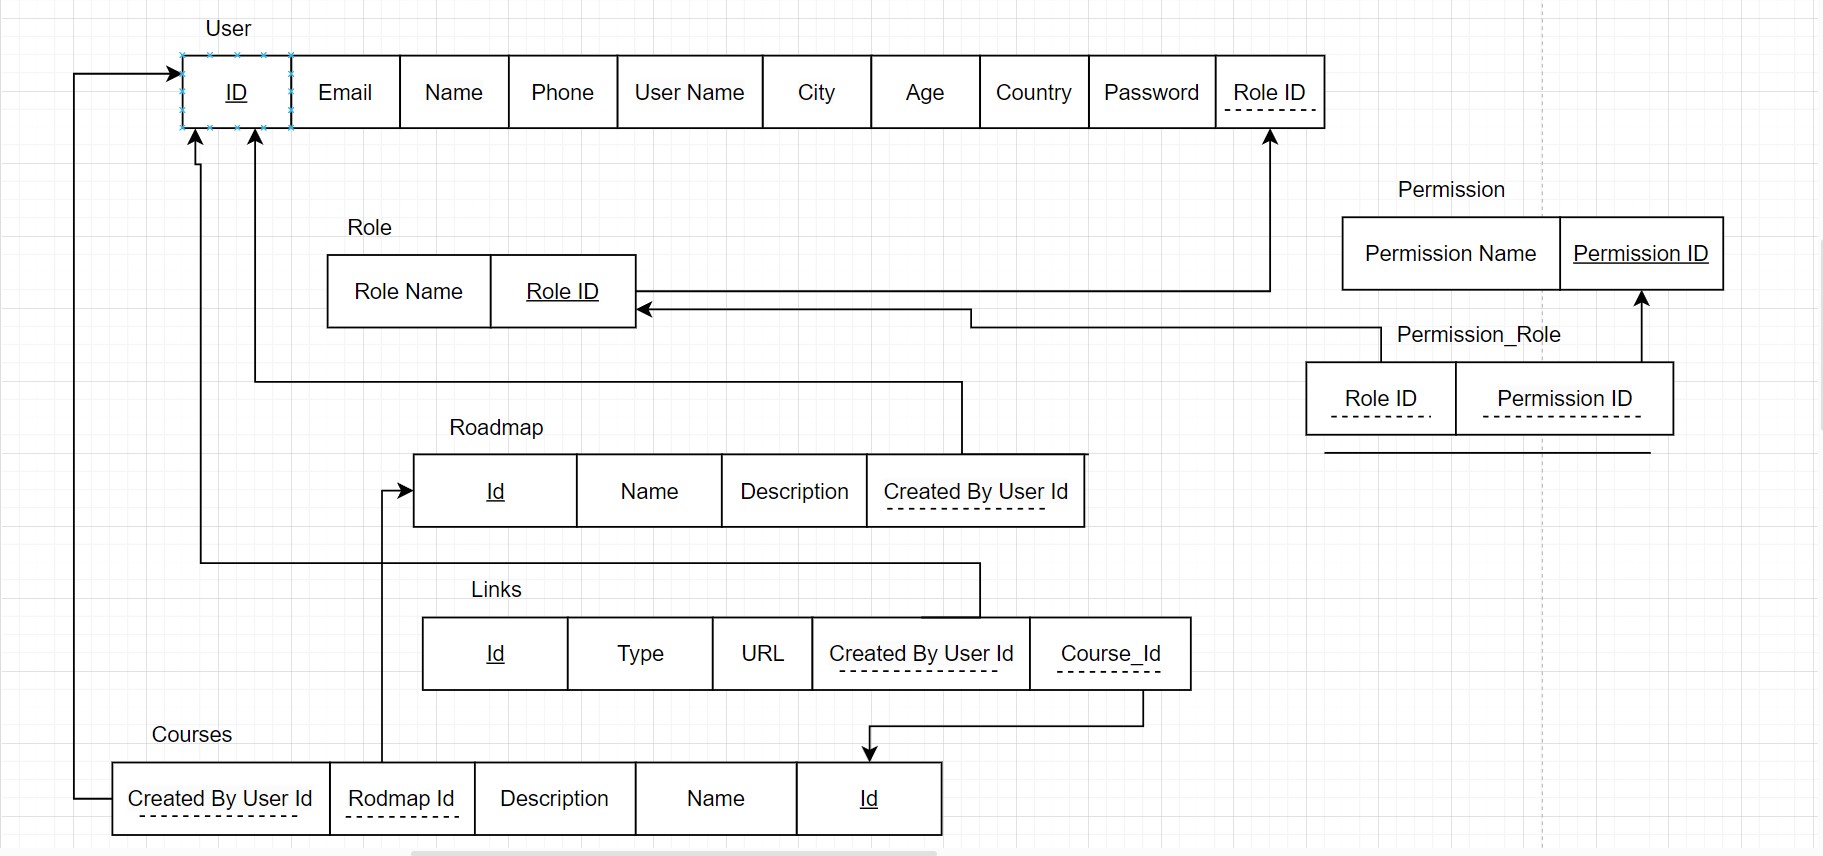 User
ID
Email
Name
Phone
User Name
City
Age
Country
Password
Role ID
Permission
Permission Name
Permission ID
Role
Role Name
Role ID
Permission_Role
Role ID
Permission ID
Roadmap
Id
Name
Description
Created By User Id
Links
Id
Type
URL
Created By User Id
Course_Id
Courses
Created By User Id
Rodmap Id
Description
Name
Id